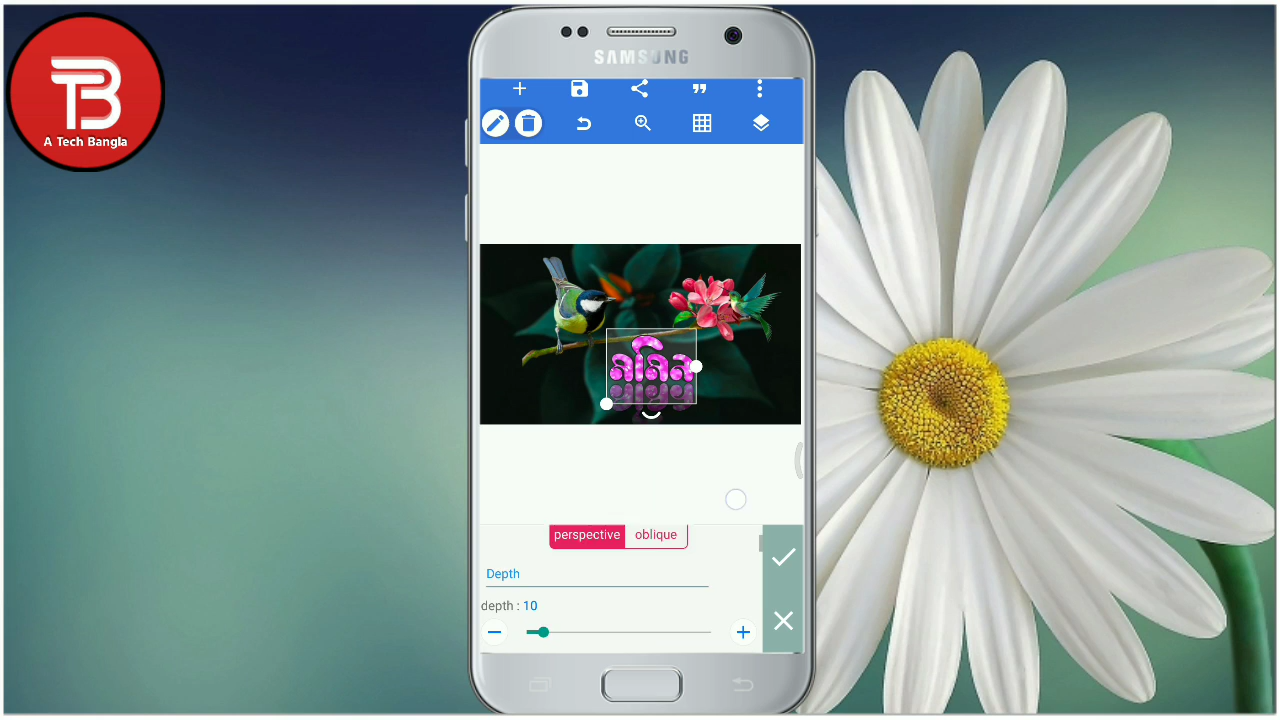 A Tech Bangla
SAMSUNG
perspective
oblique
Depth
depth : 10